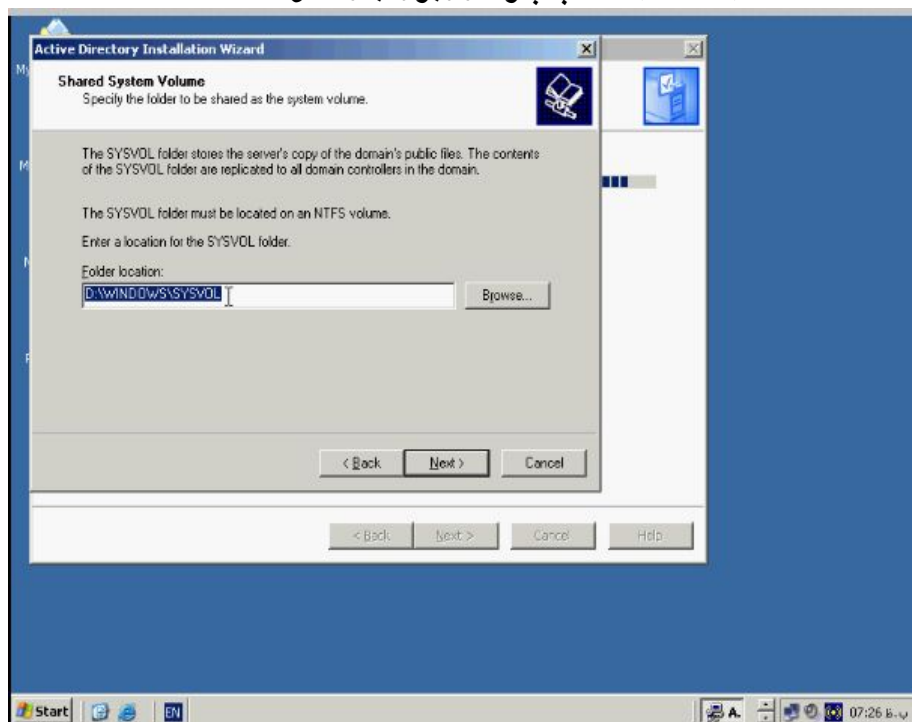 Active Directory Installation Wizard
Shared System Volume
Specify the folder to be shared as the system volume.
The SYSVOL folder stores the server's copy of the domain's public files. The contents
of the SYSVOL folder are replicated to all domain controllers in the domain.
The SYSVOL folder must be located on an NTFS volume.
Enter a location for the SYSVOL folder.
Folder location:
D:\WINDOWS\SYSVOL
Browse...
< Back Next > Cancel
< Back Next > Cancel Help
Start EN A. 07:26 ب.ظ